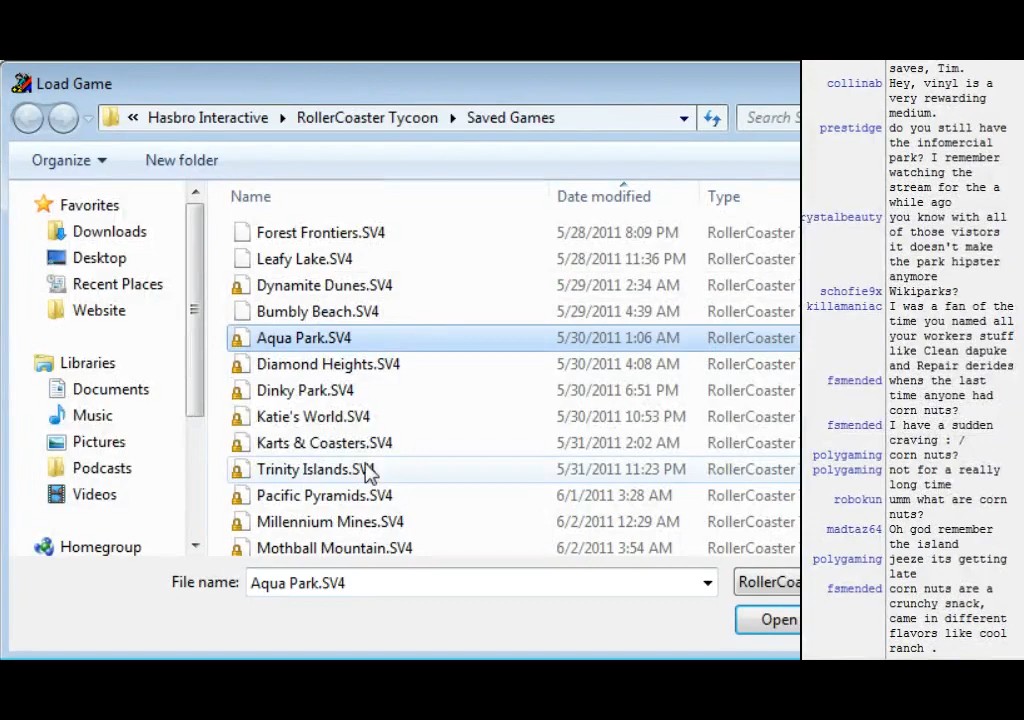 Load Game
« Hasbro Interactive RollerCoaster Tycoon Saved Games
Search S
Organize New folder
Favorites
Downloads
Desktop
Recent Places
Website
Libraries
Documents
Music
Pictures
Podcasts
Videos
Homegroup
Name Date modified Type
Forest Frontiers.SV4 5/28/2011 8:09 PM RollerCoaster
Leafy Lake.SV4 5/28/2011 11:36 PM RollerCoaster
Dynamite Dunes.SV4 5/29/2011 2:34 AM RollerCoaster
Bumbly Beach.SV4 5/29/2011 4:39 AM RollerCoaster
Aqua Park.SV4 5/30/2011 1:06 AM RollerCoaster
Diamond Heights.SV4 5/30/2011 4:08 AM RollerCoaster
Dinky Park.SV4 5/30/2011 6:51 PM RollerCoaster
Katie's World.SV4 5/30/2011 10:53 PM RollerCoaster
Karts & Coasters.SV4 5/31/2011 2:02 AM RollerCoaster
Trinity Islands.SV4 5/31/2011 11:23 PM RollerCoaster
Pacific Pyramids.SV4 6/1/2011 3:28 AM RollerCoaster
Millennium Mines.SV4 6/2/2011 12:29 AM RollerCoaster
Mothball Mountain.SV4 6/2/2011 3:54 AM RollerCoaster
File name: Aqua Park.SV4 RollerCoa
Open
saves, Tim.
collinab Hey, vinyl is a
very rewarding
medium.
prestidge do you still have
the infomercial
park? I remember
watching the
stream for the a
while ago
rystalbeauty you know with all
of those vistors
it doesn't make
the park hipster
anymore
schofie9x Wikiparks?
killamaniac I was a fan of the
time you named all
your workers stuff
like Clean dapuke
and Repair derides
fsmended whens the last
time anyone had
corn nuts?
fsmended I have a sudden
craving : /
polygaming corn nuts?
polygaming not for a really
long time
robokun umm what are corn
nuts?
madtaz64 Oh god remember
the island
polygaming jeeze its getting
late
fsmended corn nuts are a
crunchy snack,
came in different
flavors like cool
ranch .